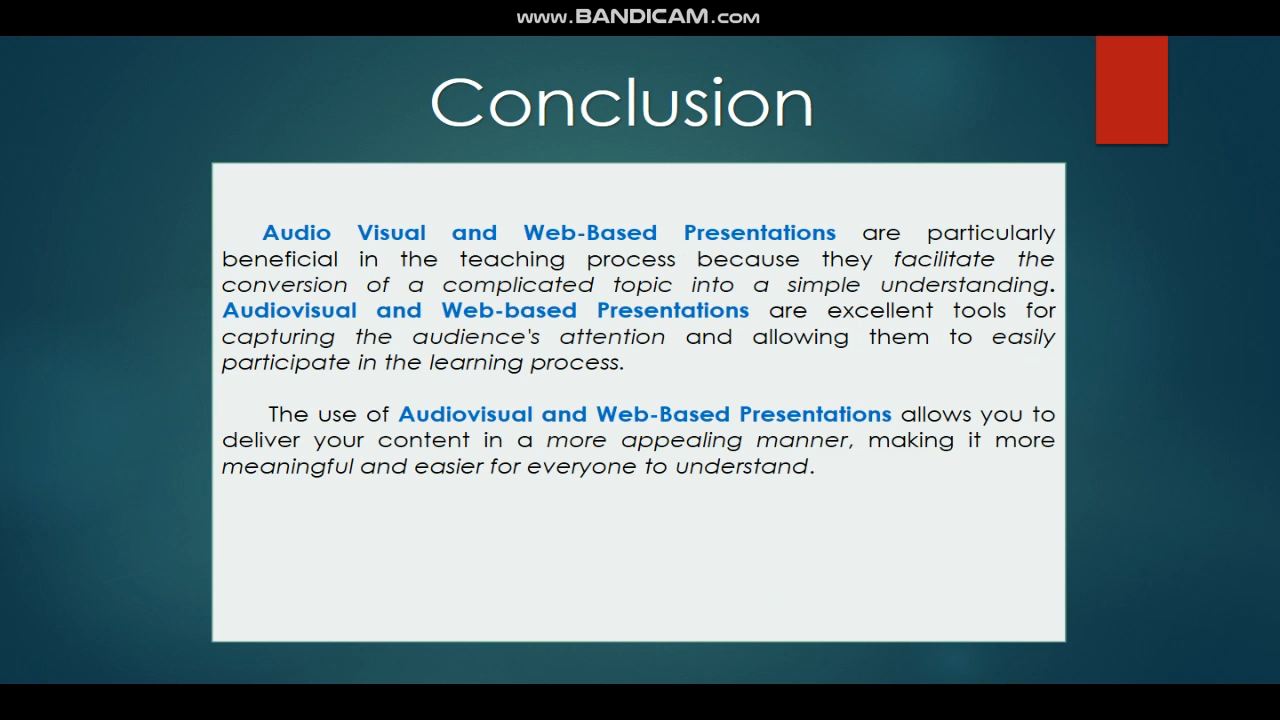 www.BANDICAM.com
Conclusion
Audio Visual and Web-Based Presentations are particularly
beneficial in the teaching process because they facilitate the
conversion of a complicated topic into a simple understanding.
Audiovisual and Web-based Presentations are excellent tools for
capturing the audience's attention and allowing them to easily
participate in the learning process.
The use of Audiovisual and Web-Based Presentations allows you to
deliver your content in a more appealing manner, making it more
meaningful and easier for everyone to understand.